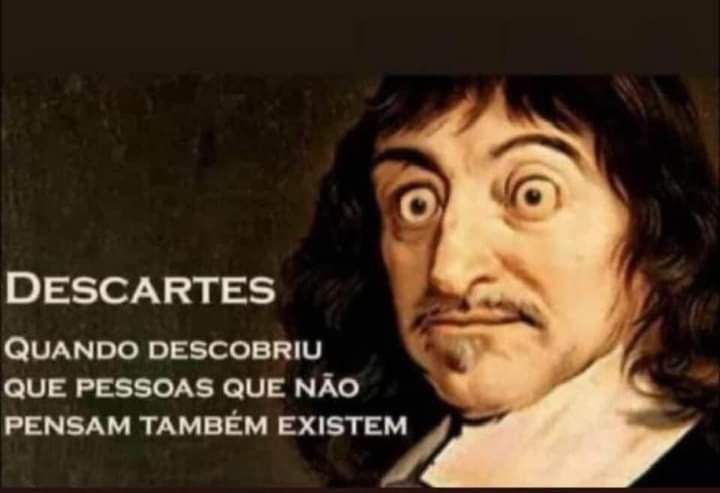 DESCARTES
QUANDO DESCOBRIU
QUE PESSOAS QUE NÃO
PENSAM TAMBÉM EXISTEM